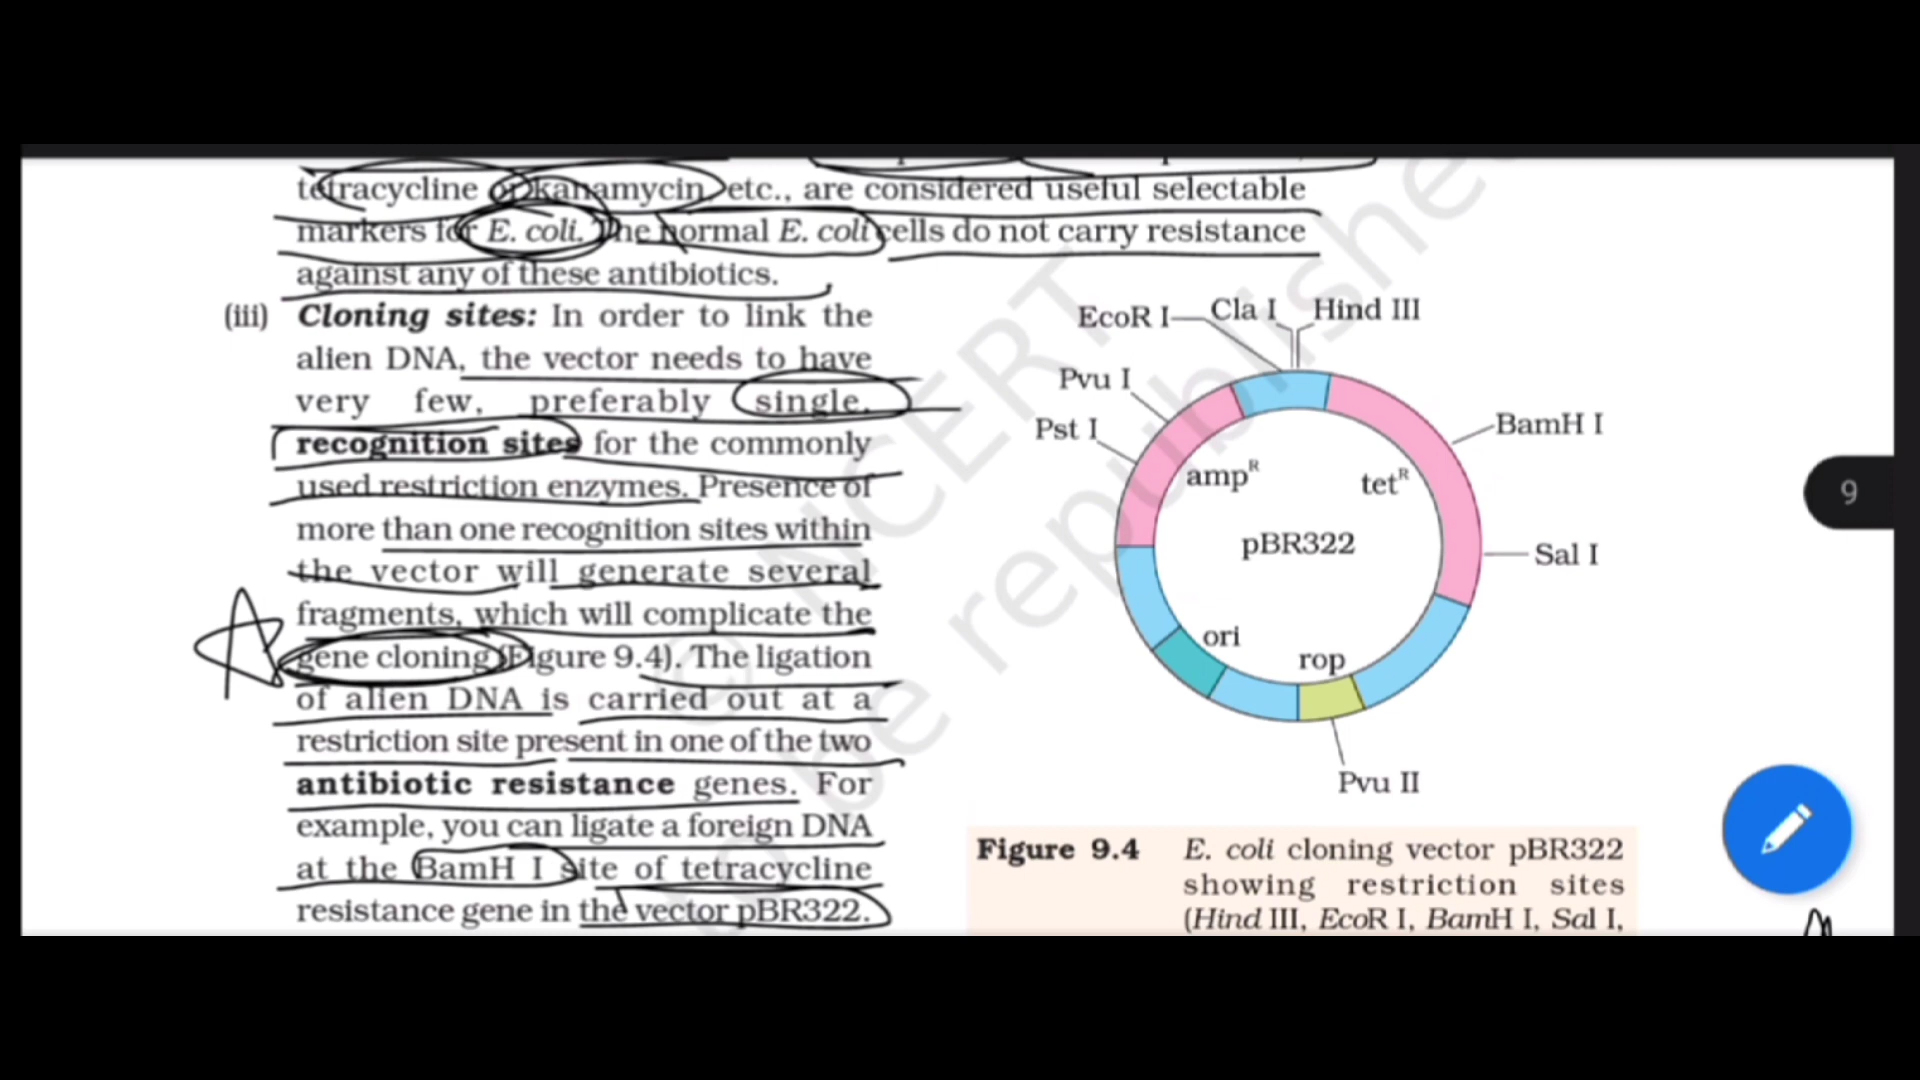 tetracycline or kanamycin, etc., are considered useful selectable
markers for E. coli. The normal E. coli cells do not carry resistance
against any of these antibiotics.
(iii) Cloning sites: In order to link the
alien DNA, the vector needs to have
very few, preferably single,
recognition sites for the commonly
used restriction enzymes. Presence of
more than one recognition sites within
the vector will generate several
fragments, which will complicate the
gene cloning (Figure 9.4). The ligation
of alien DNA is carried out at a
restriction site present in one of the two
antibiotic resistance genes. For
example, you can ligate a foreign DNA
at the BamH I site of tetracycline
resistance gene in the vector pBR322.
EcoR I
Cla I
Hind III
Pvu I
Pst I
BamH I
ampᴿ
tetᴿ
pBR322
Sal I
ori
rop
Pvu II
Figure 9.4 E. coli cloning vector pBR322
showing restriction sites
(Hind III, EcoR I, BamH I, Sal I,
9
© NCERT
be republishe